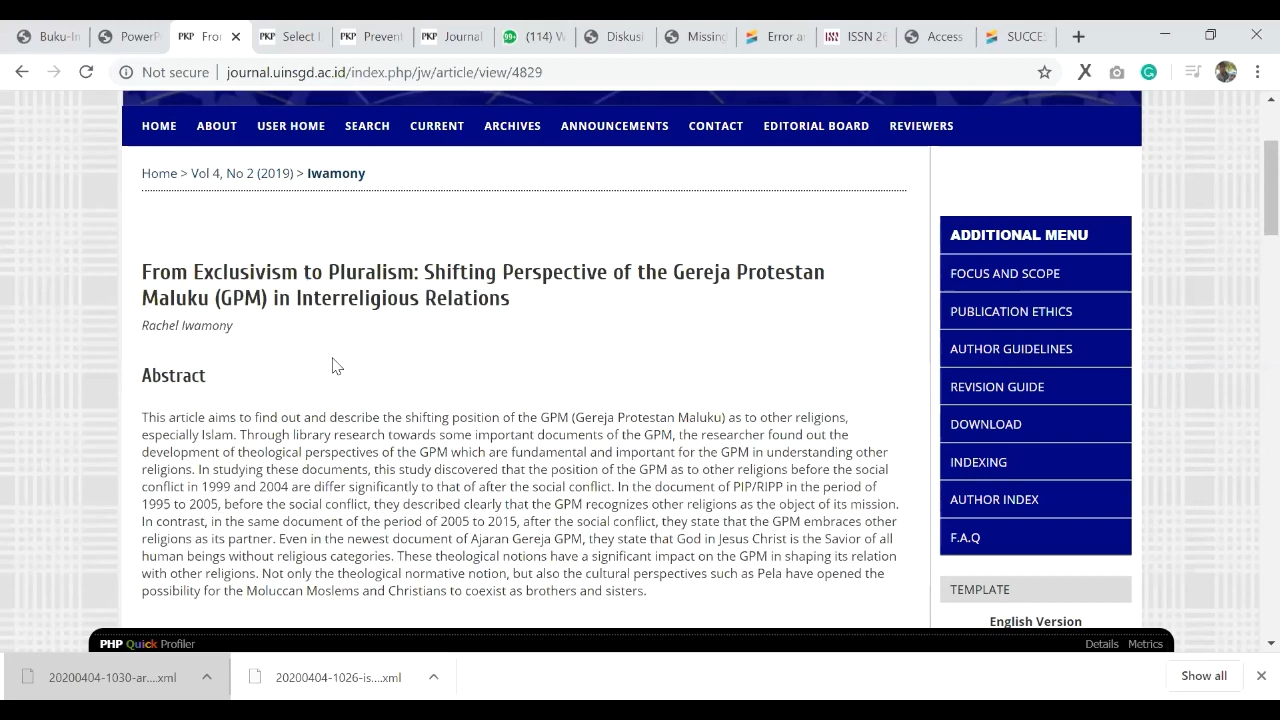 Buku-In
PowerP
PKP Fro
PKP Select I
PKP Prevent
PKP Journal
99+ (114) W
Diskusi
Missing
Error ar
ISSN 26
Access
SUCCE
Not secure | journal.uinsgd.ac.id/index.php/jw/article/view/4829
HOME ABOUT USER HOME SEARCH CURRENT ARCHIVES ANNOUNCEMENTS CONTACT EDITORIAL BOARD REVIEWERS
Home > Vol 4, No 2 (2019) > Iwamony
From Exclusivism to Pluralism: Shifting Perspective of the Gereja Protestan
Maluku (GPM) in Interreligious Relations
Rachel Iwamony
Abstract
This article aims to find out and describe the shifting position of the GPM (Gereja Protestan Maluku) as to other religions,
especially Islam. Through library research towards some important documents of the GPM, the researcher found out the
development of theological perspectives of the GPM which are fundamental and important for the GPM in understanding other
religions. In studying these documents, this study discovered that the position of the GPM as to other religions before the social
conflict in 1999 and 2004 are differ significantly to that of after the social conflict. In the document of PIP/RIPP in the period of
1995 to 2005, before the social conflict, they described clearly that the GPM recognizes other religions as the object of its mission.
In contrast, in the same document of the period of 2005 to 2015, after the social conflict, they state that the GPM embraces other
religions as its partner. Even in the newest document of Ajaran Gereja GPM, they state that God in Jesus Christ is the Savior of all
human beings without religious categories. These theological notions have a significant impact on the GPM in shaping its relation
with other religions. Not only the theological normative notion, but also the cultural perspectives such as Pela have opened the
possibility for the Moluccan Moslems and Christians to coexist as brothers and sisters.
ADDITIONAL MENU
FOCUS AND SCOPE
PUBLICATION ETHICS
AUTHOR GUIDELINES
REVISION GUIDE
DOWNLOAD
INDEXING
AUTHOR INDEX
F.A.Q
TEMPLATE
English Version
PHP Quick Profiler
Details Metrics
20200404-1030-ar....xml
20200404-1026-is....xml
Show all